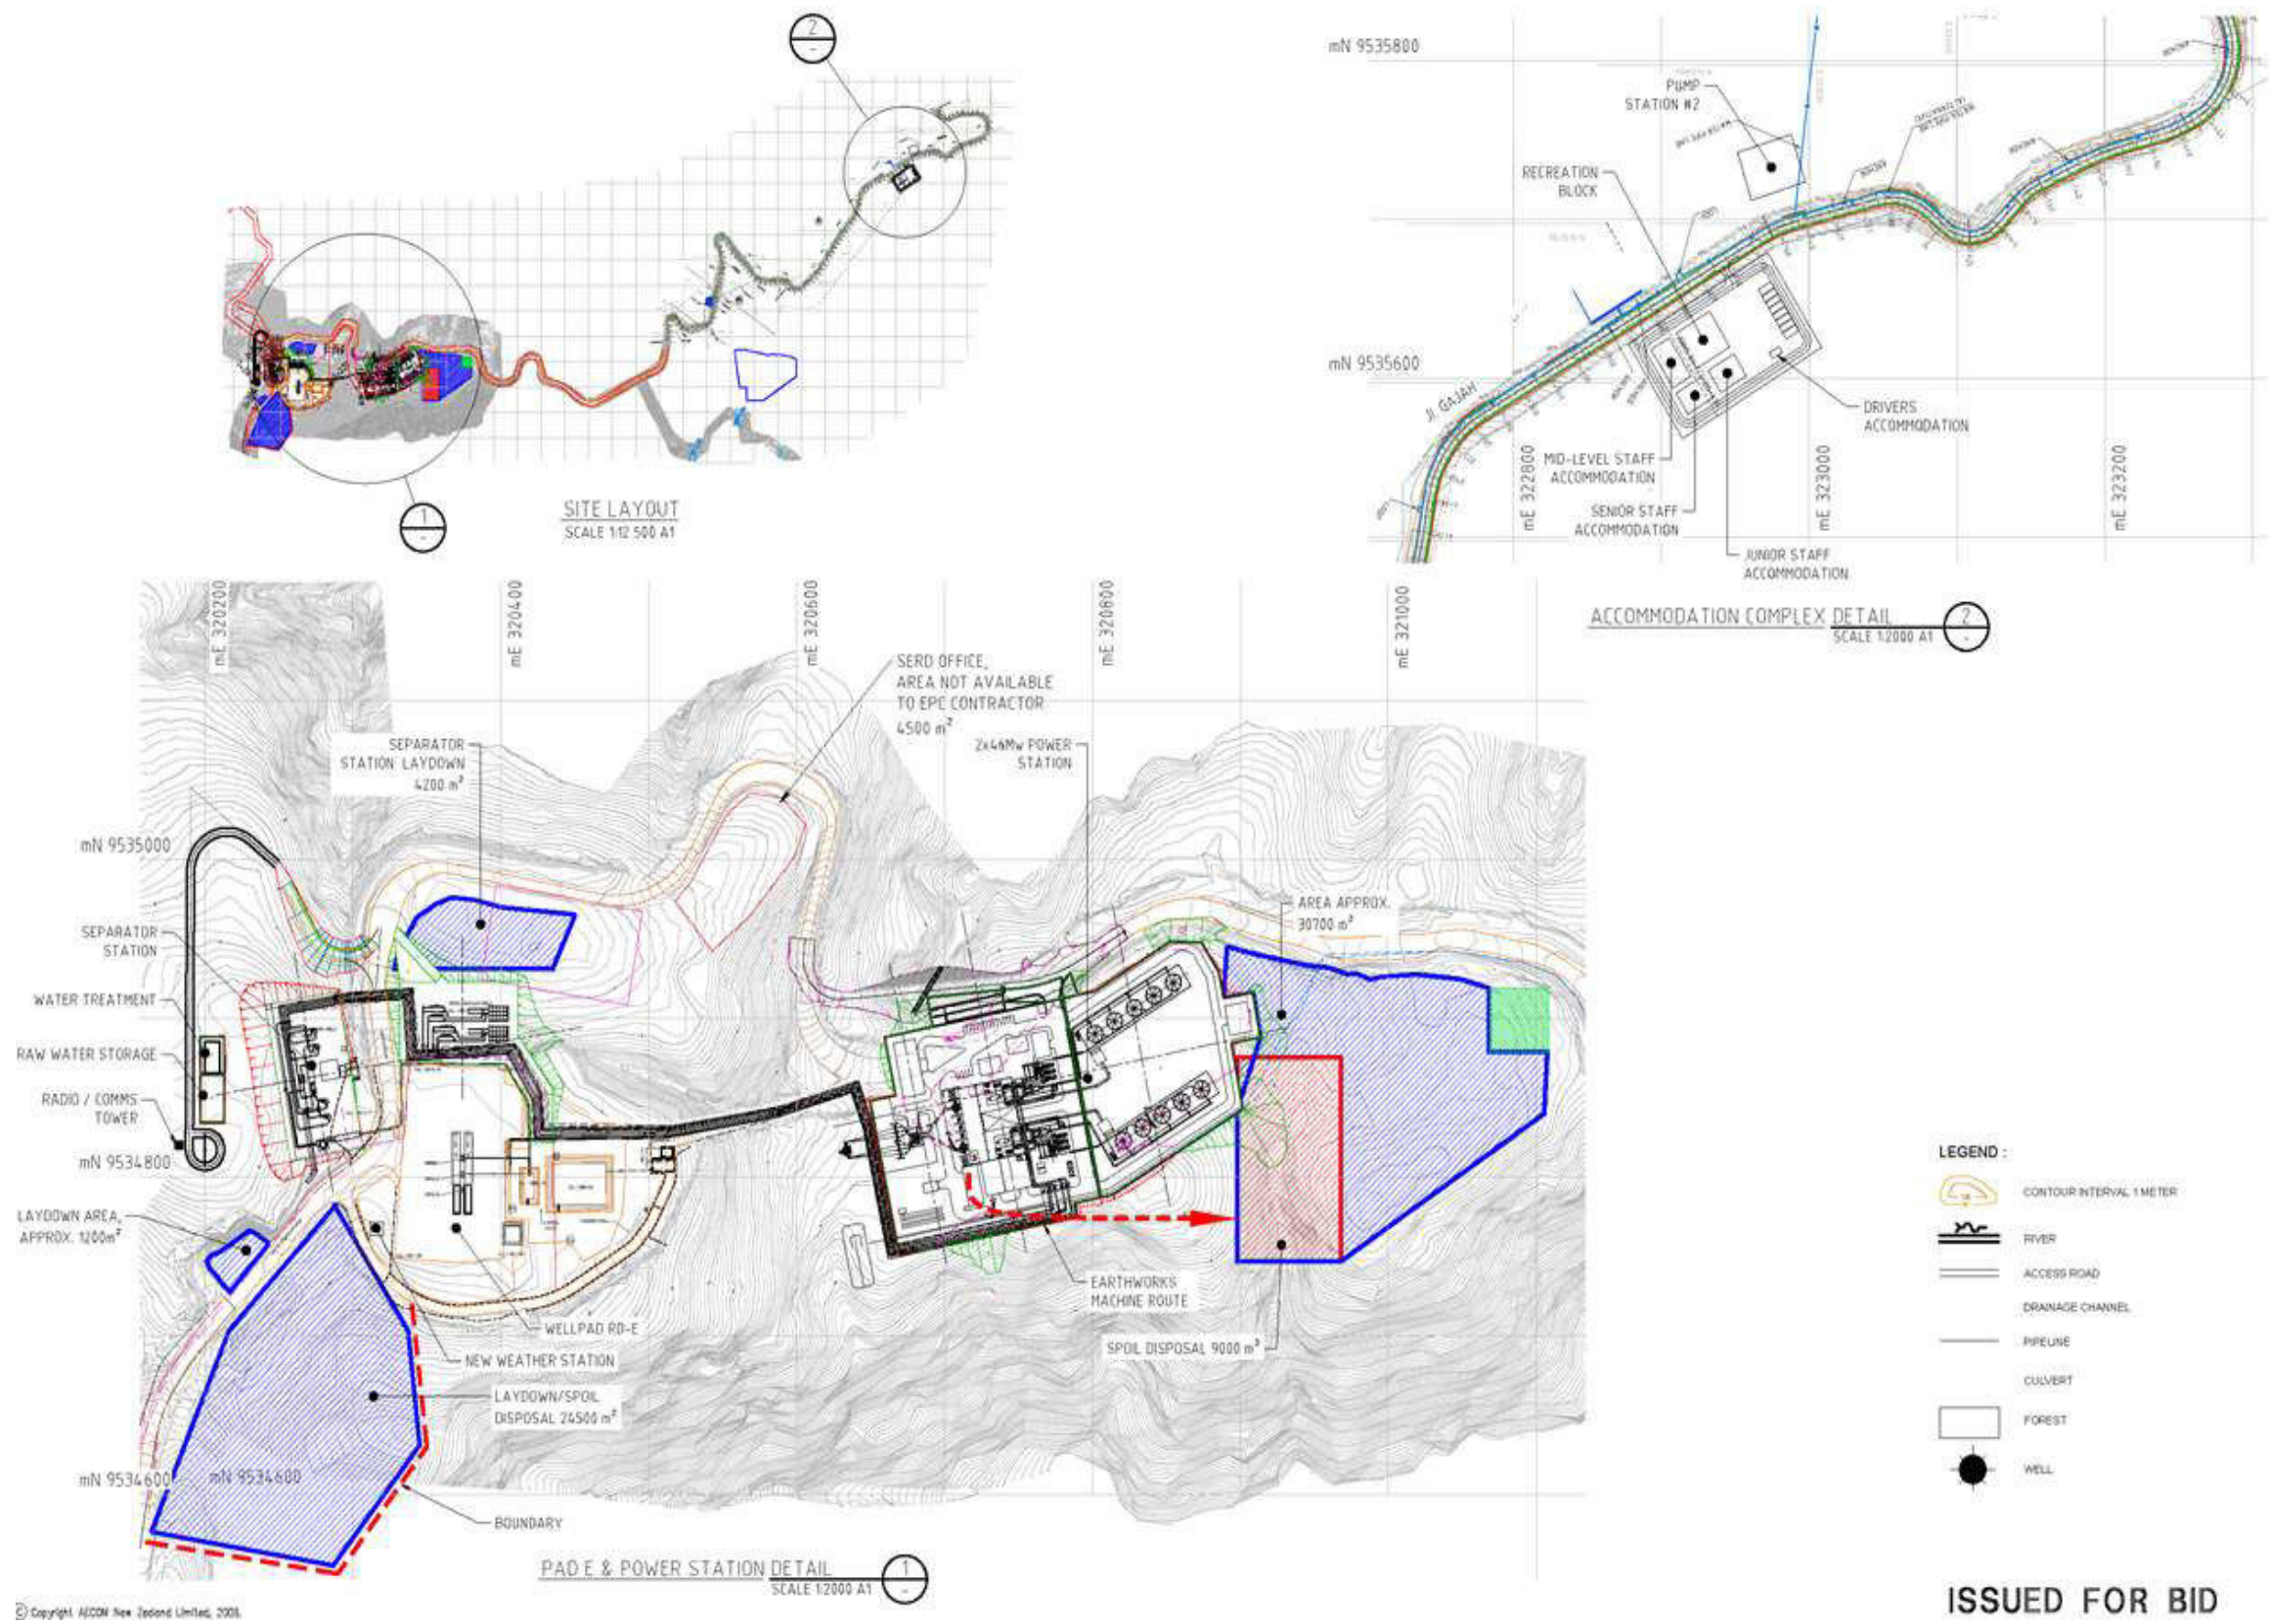 2
-
1
-
SITE LAYOUT
SCALE 1:12 500 A1
mN 9535800
PUMP
STATION #2
RECREATION
BLOCK
mN 9535600
Jl. GAJAH
DRIVERS
ACCOMMODATION
MID-LEVEL STAFF
ACCOMMODATION
SENIOR STAFF
ACCOMMODATION
JUNIOR STAFF
ACCOMMODATION
mE 322800
mE 323000
mE 323200
ACCOMMODATION COMPLEX DETAIL
SCALE 1:2000 A1
2
-
mE 320200
mE 320400
mE 320600
mE 320800
mE 321000
SERD OFFICE,
AREA NOT AVAILABLE
TO EPC CONTRACTOR
4500 m²
SEPARATOR
STATION LAYDOWN
4200 m²
2x46Mw POWER
STATION
mN 9535000
AREA APPROX.
30700 m²
SEPARATOR
STATION
WATER TREATMENT
RAW WATER STORAGE
RADIO / COMMS
TOWER
mN 9534800
LAYDOWN AREA,
APPROX. 1200m²
EARTHWORKS
MACHINE ROUTE
WELLPAD RD-E
SPOIL DISPOSAL 9000 m²
NEW WEATHER STATION
LAYDOWN/SPOIL
DISPOSAL 24500 m²
mN 9534600
mN 9534600
BOUNDARY
PAD E & POWER STATION DETAIL
SCALE 1:2000 A1
1
-
LEGEND :
CONTOUR INTERVAL 1 METER
RIVER
ACCESS ROAD
DRAINAGE CHANNEL
PIPELINE
CULVERT
FOREST
WELL
ISSUED FOR BID
© Copyright AECOM New Zealand Limited, 2008.